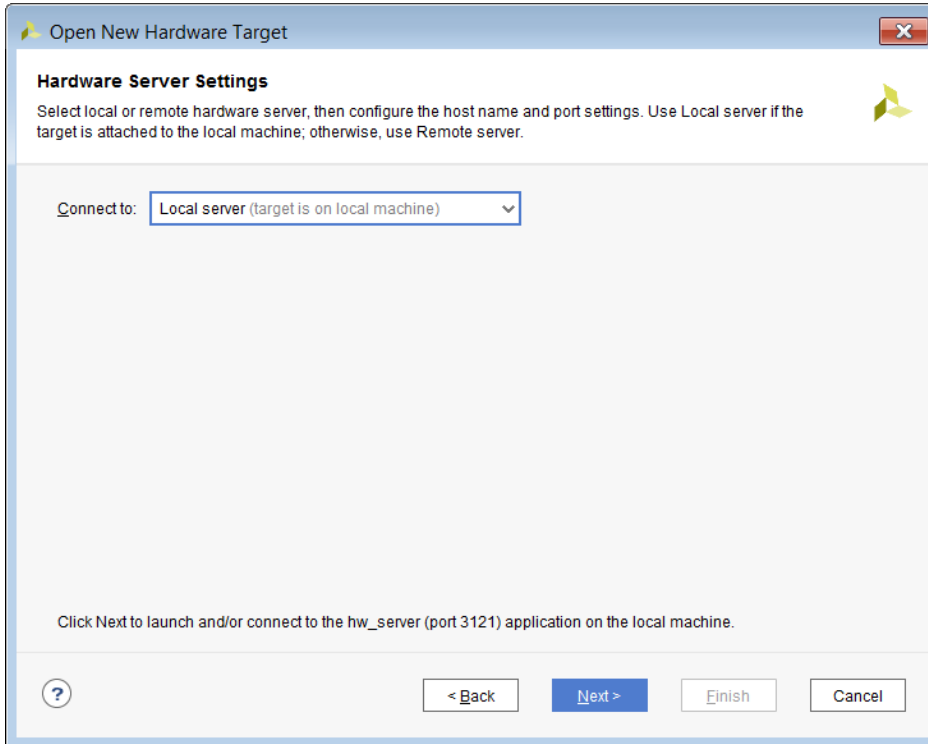 Open New Hardware Target
Hardware Server Settings
Select local or remote hardware server, then configure the host name and port settings. Use Local server if the
target is attached to the local machine; otherwise, use Remote server.
Connect to: Local server (target is on local machine)
Click Next to launch and/or connect to the hw_server (port 3121) application on the local machine.
? < Back Next > Finish Cancel